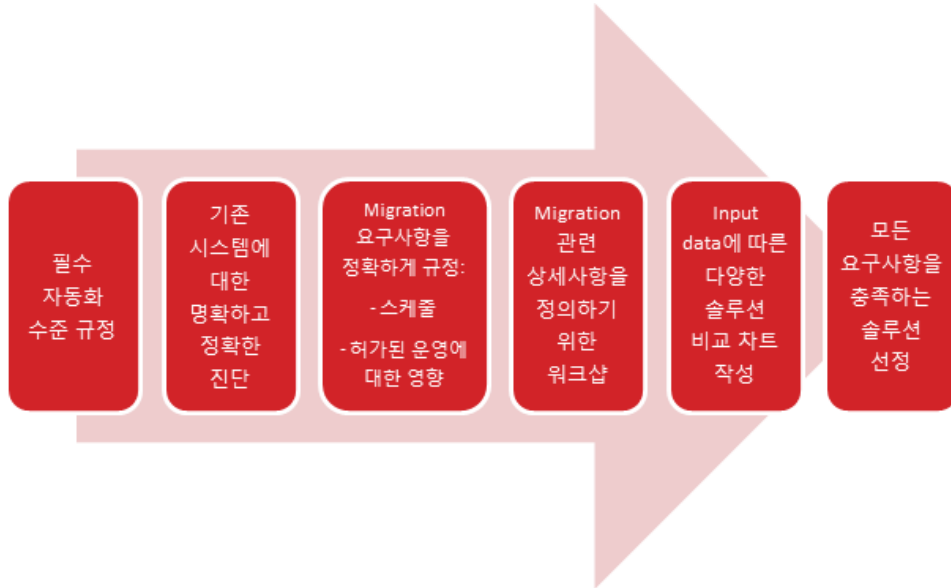 필수
자동화
수준 규정
기존
시스템에
대한
명확하고
정확한
진단
Migration
요구사항을
정확하게 규정:
- 스케줄
- 허가된 운영에
대한 영향
Migration
관련
상세사항을
정의하기
위한
워크샵
Input
data에 따른
다양한
솔루션
비교 차트
작성
모든
요구사항을
충족하는
솔루션
선정